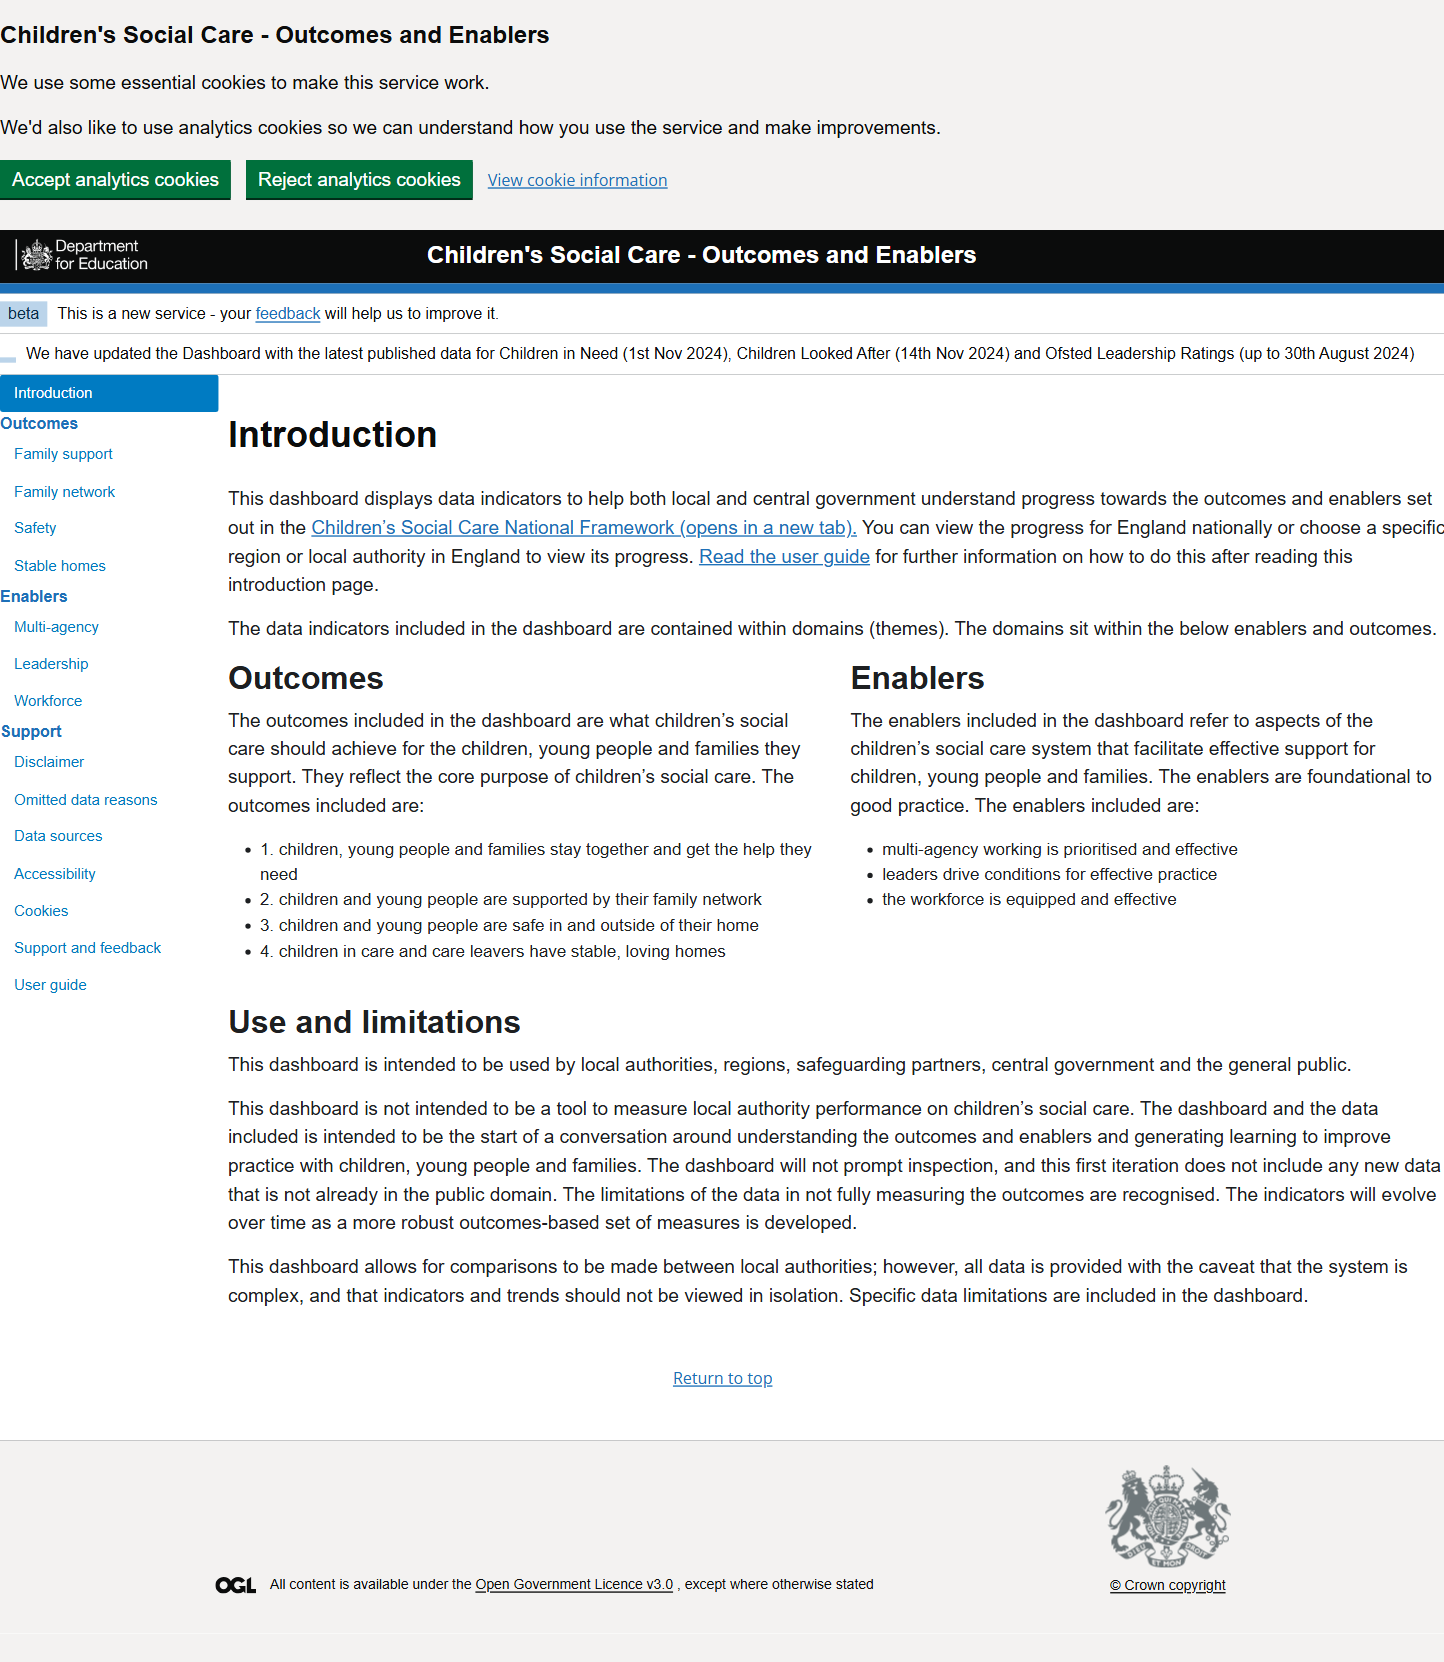 Children's Social Care - Outcomes and Enablers
We use some essential cookies to make this service work.
We'd also like to use analytics cookies so we can understand how you use the service and make improvements.
Accept analytics cookies Reject analytics cookies View cookie information
Department
for Education
Children's Social Care - Outcomes and Enablers
beta This is a new service - your feedback will help us to improve it.
We have updated the Dashboard with the latest published data for Children in Need (1st Nov 2024), Children Looked After (14th Nov 2024) and Ofsted Leadership Ratings (up to 30th August 2024)
Introduction
Outcomes
Family support
Family network
Safety
Stable homes
Enablers
Multi-agency
Leadership
Workforce
Support
Disclaimer
Omitted data reasons
Data sources
Accessibility
Cookies
Support and feedback
User guide
Introduction
This dashboard displays data indicators to help both local and central government understand progress towards the outcomes and enablers set
out in the Children’s Social Care National Framework (opens in a new tab). You can view the progress for England nationally or choose a specific
region or local authority in England to view its progress. Read the user guide for further information on how to do this after reading this
introduction page.
The data indicators included in the dashboard are contained within domains (themes). The domains sit within the below enablers and outcomes.
Outcomes
The outcomes included in the dashboard are what children’s social
care should achieve for the children, young people and families they
support. They reflect the core purpose of children’s social care. The
outcomes included are:
• 1. children, young people and families stay together and get the help they
need
• 2. children and young people are supported by their family network
• 3. children and young people are safe in and outside of their home
• 4. children in care and care leavers have stable, loving homes
Enablers
The enablers included in the dashboard refer to aspects of the
children’s social care system that facilitate effective support for
children, young people and families. The enablers are foundational to
good practice. The enablers included are:
• multi-agency working is prioritised and effective
• leaders drive conditions for effective practice
• the workforce is equipped and effective
Use and limitations
This dashboard is intended to be used by local authorities, regions, safeguarding partners, central government and the general public.
This dashboard is not intended to be a tool to measure local authority performance on children’s social care. The dashboard and the data
included is intended to be the start of a conversation around understanding the outcomes and enablers and generating learning to improve
practice with children, young people and families. The dashboard will not prompt inspection, and this first iteration does not include any new data
that is not already in the public domain. The limitations of the data in not fully measuring the outcomes are recognised. The indicators will evolve
over time as a more robust outcomes-based set of measures is developed.
This dashboard allows for comparisons to be made between local authorities; however, all data is provided with the caveat that the system is
complex, and that indicators and trends should not be viewed in isolation. Specific data limitations are included in the dashboard.
Return to top
OGL All content is available under the Open Government Licence v3.0 , except where otherwise stated
© Crown copyright